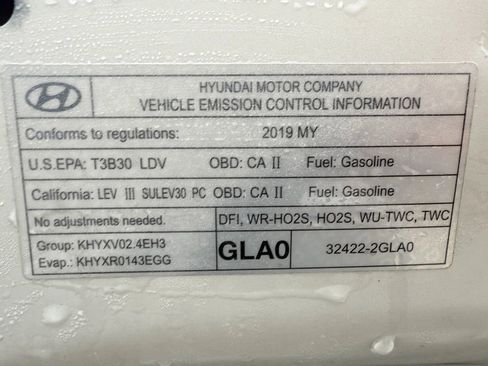 HYUNDAI MOTOR COMPANY
VEHICLE EMISSION CONTROL INFORMATION
Conforms to regulations: 2019 MY
U.S.EPA: T3B30 LDV OBD: CA II Fuel: Gasoline
California: LEV III SULEV30 PC OBD: CA II Fuel: Gasoline
No adjustments needed. DFI, WR-HO2S, HO2S, WU-TWC, TWC
Group: KHYXV02.4EH3
Evap.: KHYXR0143EGG
GLA0 32422-2GLA0